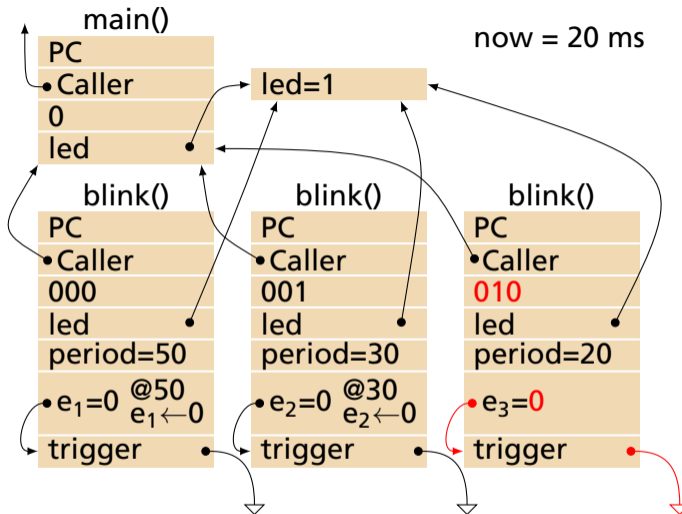 main()
now = 20 ms
PC
Caller
0
led
led=1
blink()
PC
Caller
000
led
period=50
e₁=0 @50
e₁←0
trigger
blink()
PC
Caller
001
led
period=30
e₂=0 @30
e₂←0
trigger
blink()
PC
Caller
010
led
period=20
e₃=0
trigger